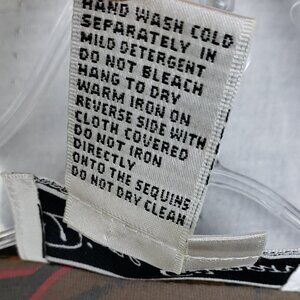 HAND WASH COLD
SEPARATELY IN
MILD DETERGENT
DO NOT BLEACH
HANG TO DRY
WARM IRON ON
REVERSE SIDE WITH
CLOTH COVERED
DO NOT IRON
DIRECTLY
ONTO THE SEQUINS
DO NOT DRY CLEAN